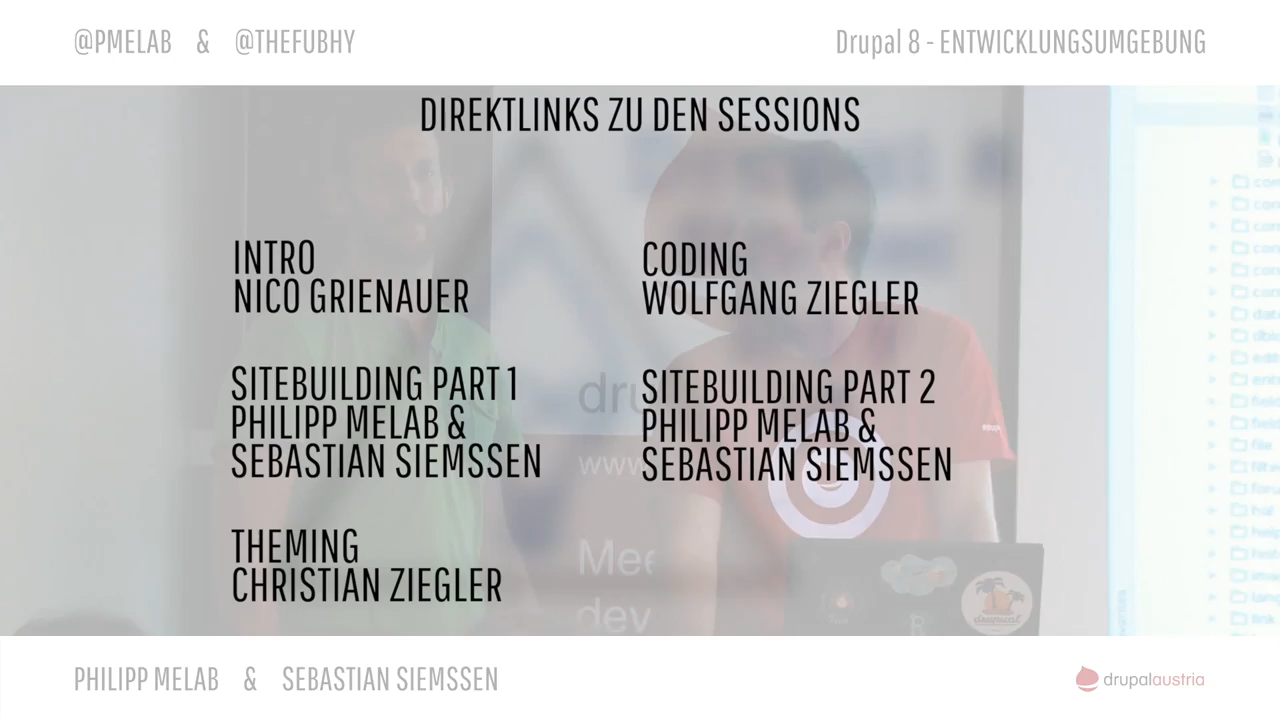 @PMELAB & @THEFUBHY
Drupal 8 - ENTWICKLUNGSUMGEBUNG
DIREKTLINKS ZU DEN SESSIONS
INTRO
NICO GRIENAUER
CODING
WOLFGANG ZIEGLER
SITEBUILDING PART 1
PHILIPP MELAB &
SEBASTIAN SIEMSSEN
SITEBUILDING PART 2
PHILIPP MELAB &
SEBASTIAN SIEMSSEN
THEMING
CHRISTIAN ZIEGLER
PHILIPP MELAB & SEBASTIAN SIEMSSEN
drupalaustria